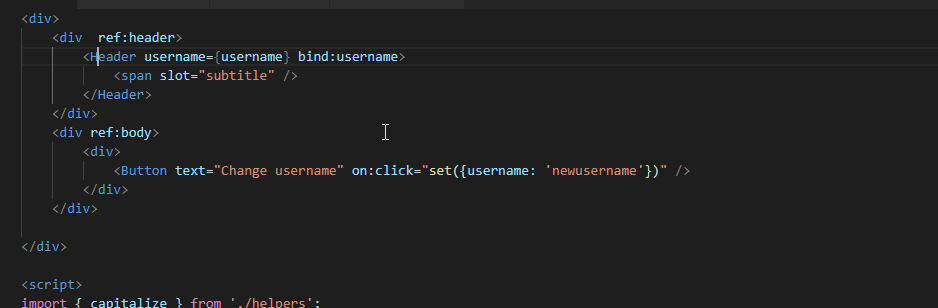 <div>
<div  ref:header>
<Header username={username} bind:username>
<span slot="subtitle" />
</Header>
</div>
<div ref:body>
<div>
<Button text="Change username" on:click="set({username: 'newusername'})" />
</div>
</div>
</div>
<script>
import { capitalize } from './helpers';